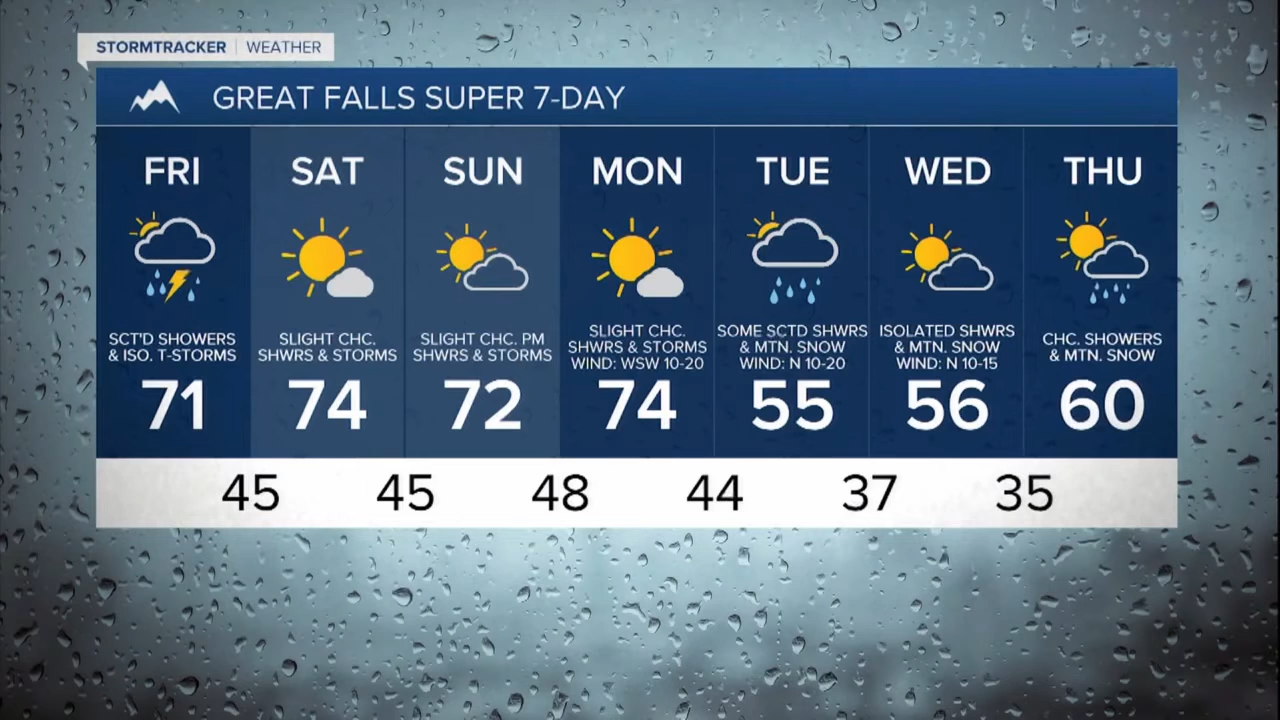 STORMTRACKER | WEATHER
GREAT FALLS SUPER 7-DAY
FRI
SCT'D SHOWERS
& ISO. T-STORMS
71
SAT
SLIGHT CHC.
SHWRS & STORMS
74
SUN
SLIGHT CHC. PM
SHWRS & STORMS
72
MON
SLIGHT CHC.
SHWRS & STORMS
WIND: WSW 10-20
74
TUE
SOME SCTD SHWRS
& MTN. SNOW
WIND: N 10-20
55
WED
ISOLATED SHWRS
& MTN. SNOW
WIND: N 10-15
56
THU
CHC. SHOWERS
& MTN. SNOW
60
45 45 48 44 37 35